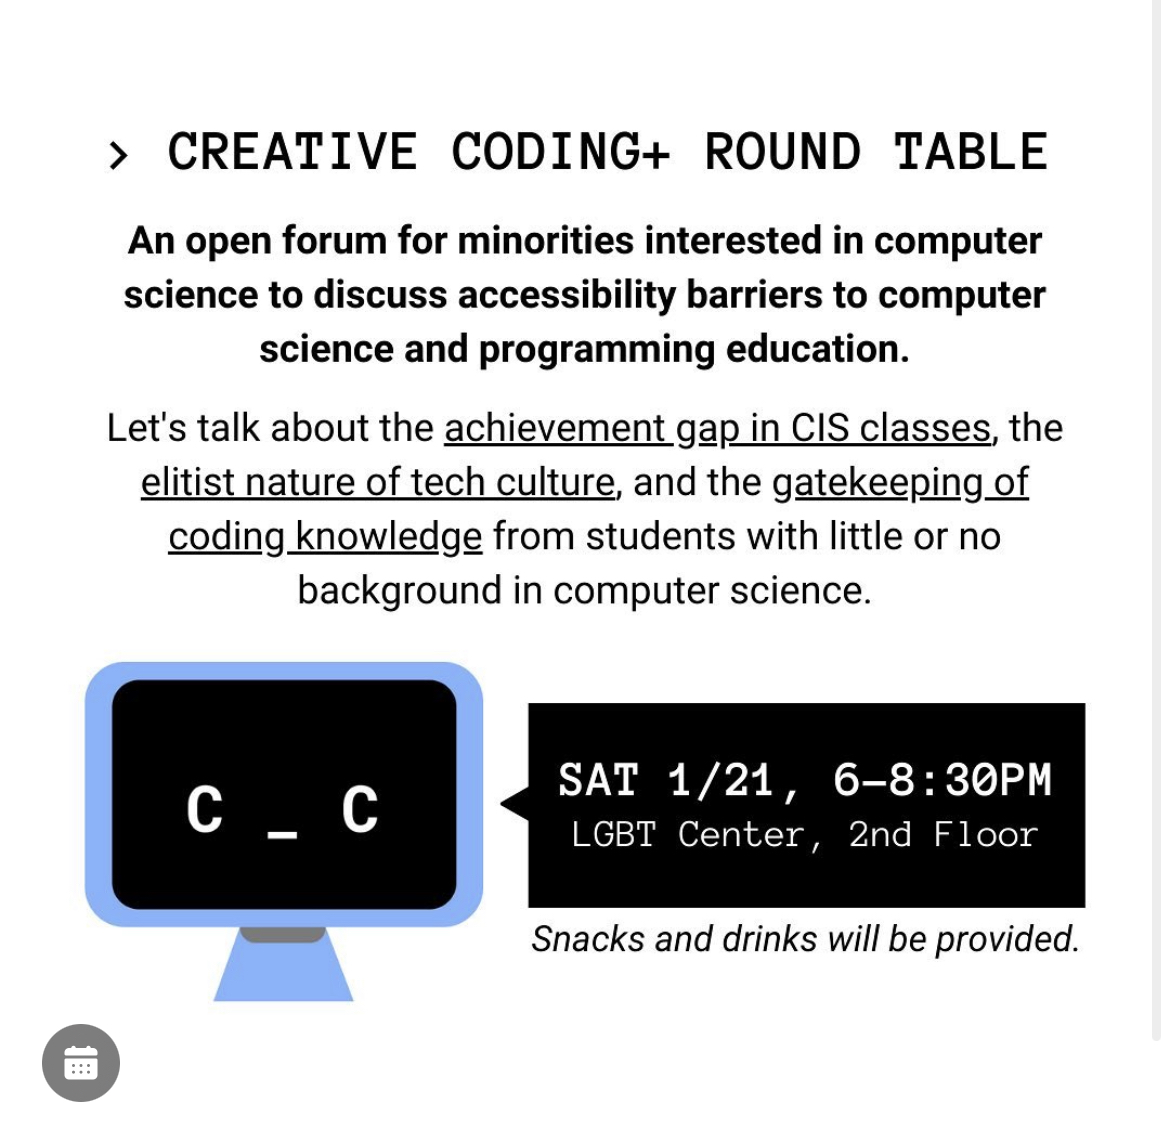 > CREATIVE CODING+ ROUND TABLE
An open forum for minorities interested in computer
science to discuss accessibility barriers to computer
science and programming education.
Let's talk about the achievement gap in CIS classes, the
elitist nature of tech culture, and the gatekeeping of
coding knowledge from students with little or no
background in computer science.
C _ C
SAT 1/21, 6–8:30PM
LGBT Center, 2nd Floor
Snacks and drinks will be provided.